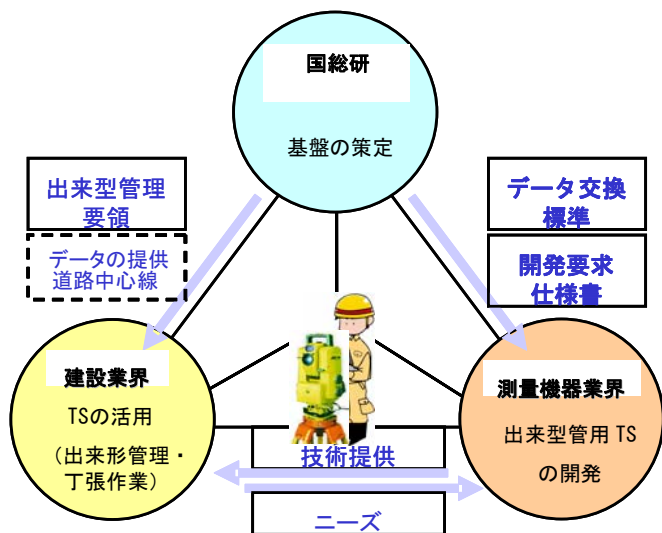 国総研
基盤の策定
出来型管理
要領
データの提供
道路中心線
データ交換
標準
開発要求
仕様書
建設業界
TSの活用
（出来形管理・
丁張作業）
測量機器業界
出来型管用 TS
の開発
技術提供
ニーズ